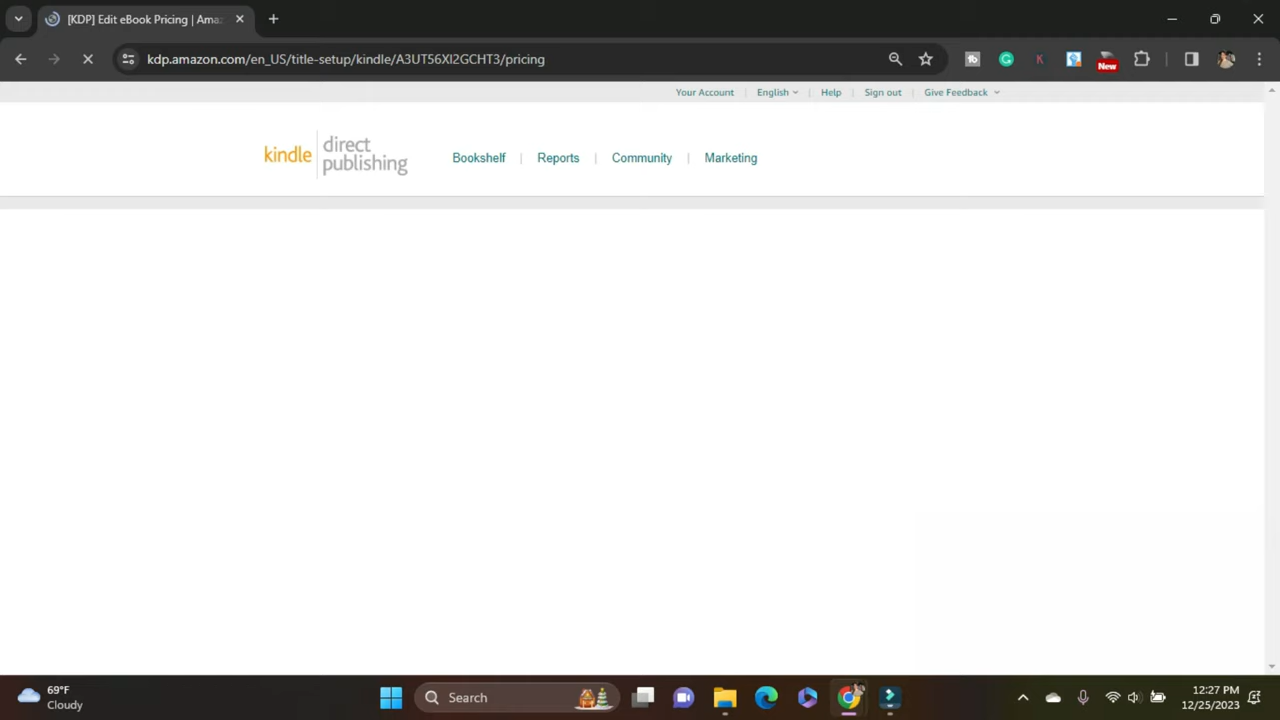 [KDP] Edit eBook Pricing | Ama
kdp.amazon.com/en_US/title-setup/kindle/A3UT56XI2GCHT3/pricing
New
Your Account | English | Help | Sign out | Give Feedback
kindle direct publishing
Bookshelf | Reports | Community | Marketing
69°F
Cloudy
Search
12:27 PM
12/25/2023